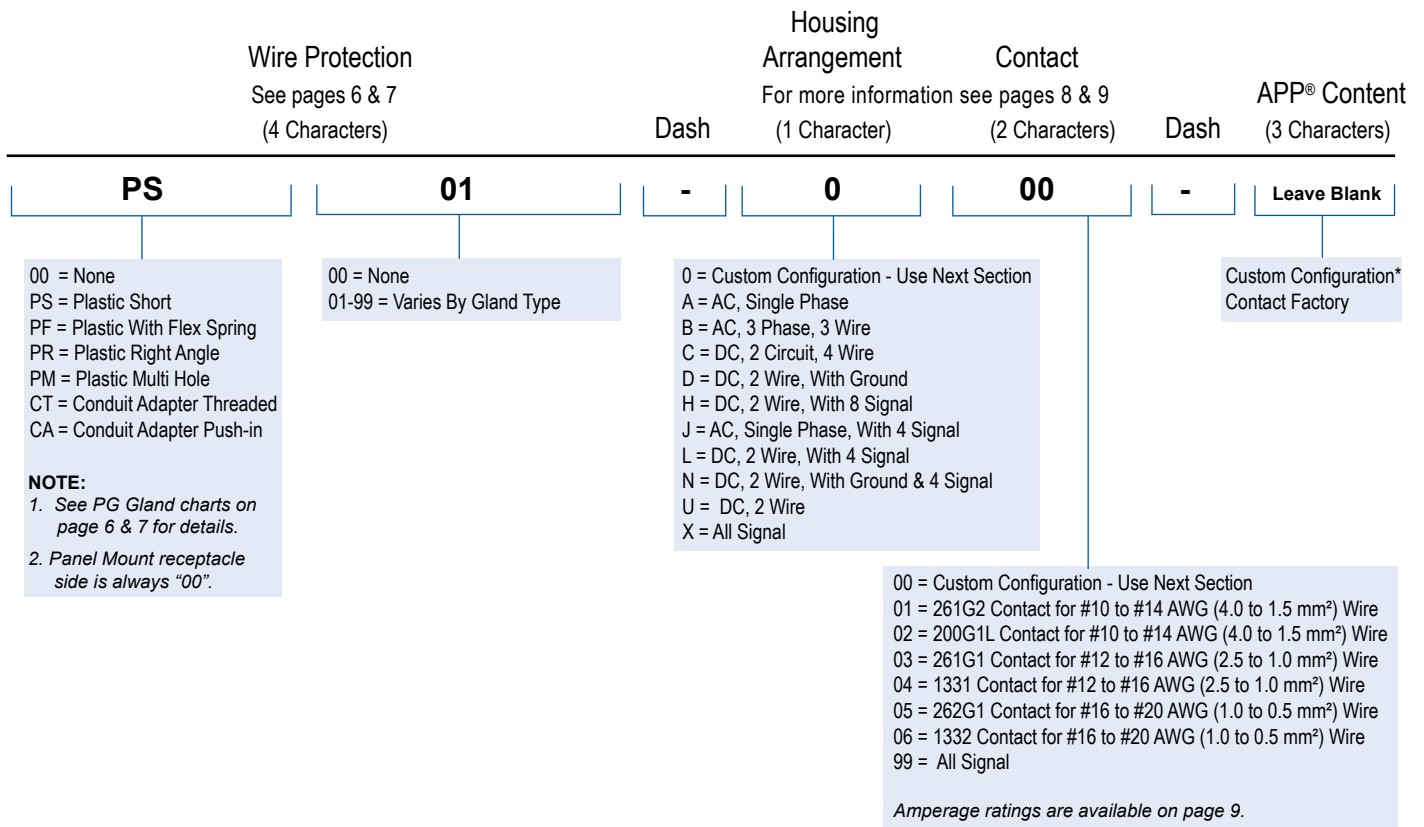 Wire Protection
See pages 6 & 7
(4 Characters)
Dash
Housing
Arrangement
Contact
For more information see pages 8 & 9
(1 Character)
(2 Characters)
Dash
APP® Content
(3 Characters)
PS
01
-
0
00
-
Leave Blank
00 = None
PS = Plastic Short
PF = Plastic With Flex Spring
PR = Plastic Right Angle
PM = Plastic Multi Hole
CT = Conduit Adapter Threaded
CA = Conduit Adapter Push-in
NOTE:
1. See PG Gland charts on
page 6 & 7 for details.
2. Panel Mount receptacle
side is always “00”.
00 = None
01-99 = Varies By Gland Type
0 = Custom Configuration - Use Next Section
A = AC, Single Phase
B = AC, 3 Phase, 3 Wire
C = DC, 2 Circuit, 4 Wire
D = DC, 2 Wire, With Ground
H = DC, 2 Wire, With 8 Signal
J = AC, Single Phase, With 4 Signal
L = DC, 2 Wire, With 4 Signal
N = DC, 2 Wire, With Ground & 4 Signal
U = DC, 2 Wire
X = All Signal
00 = Custom Configuration - Use Next Section
01 = 261G2 Contact for #10 to #14 AWG (4.0 to 1.5 mm²) Wire
02 = 200G1L Contact for #10 to #14 AWG (4.0 to 1.5 mm²) Wire
03 = 261G1 Contact for #12 to #16 AWG (2.5 to 1.0 mm²) Wire
04 = 1331 Contact for #12 to #16 AWG (2.5 to 1.0 mm²) Wire
05 = 262G1 Contact for #16 to #20 AWG (1.0 to 0.5 mm²) Wire
06 = 1332 Contact for #16 to #20 AWG (1.0 to 0.5 mm²) Wire
99 = All Signal
Amperage ratings are available on page 9.
Custom Configuration*
Contact Factory